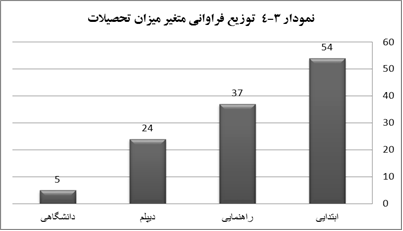 نمودار ۳-٤ توزیع فراوانی متغیر میزان تحصیلات
60
50
40
30
20
10
0
54
37
24
5
ابتدایی
راهنمایی
دیپلم
دانشگاهی